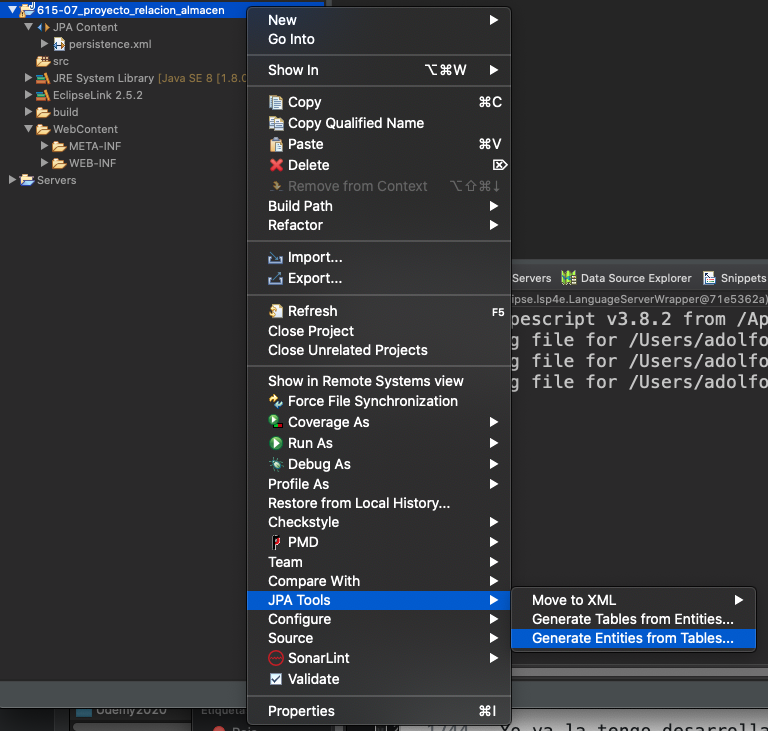 615-07_proyecto_relacion_almacen
JPA Content
persistence.xml
src
JRE System Library [Java SE 8 [1.8.0
EclipseLink 2.5.2
build
WebContent
META-INF
WEB-INF
Servers
New
Go Into
Show In ⌥⌘W
Copy ⌘C
Copy Qualified Name
Paste ⌘V
Delete ⌦
Remove from Context ⌥⇧⌘↓
Build Path
Refactor
Import...
Export...
Refresh F5
Close Project
Close Unrelated Projects
Show in Remote Systems view
Force File Synchronization
Coverage As
Run As
Debug As
Profile As
Restore from Local History...
Checkstyle
PMD
Team
Compare With
JPA Tools
Configure
Source
SonarLint
Validate
Properties ⌘I
Move to XML
Generate Tables from Entities...
Generate Entities from Tables...
Servers Data Source Explorer Snippets
ipse.lsp4e.LanguageServerWrapper@71e5362a)
pescript v3.8.2 from /Ap
g file for /Users/adolfo
g file for /Users/adolfo
g file for /Users/adolfo
Udemy2020
Etiqueta